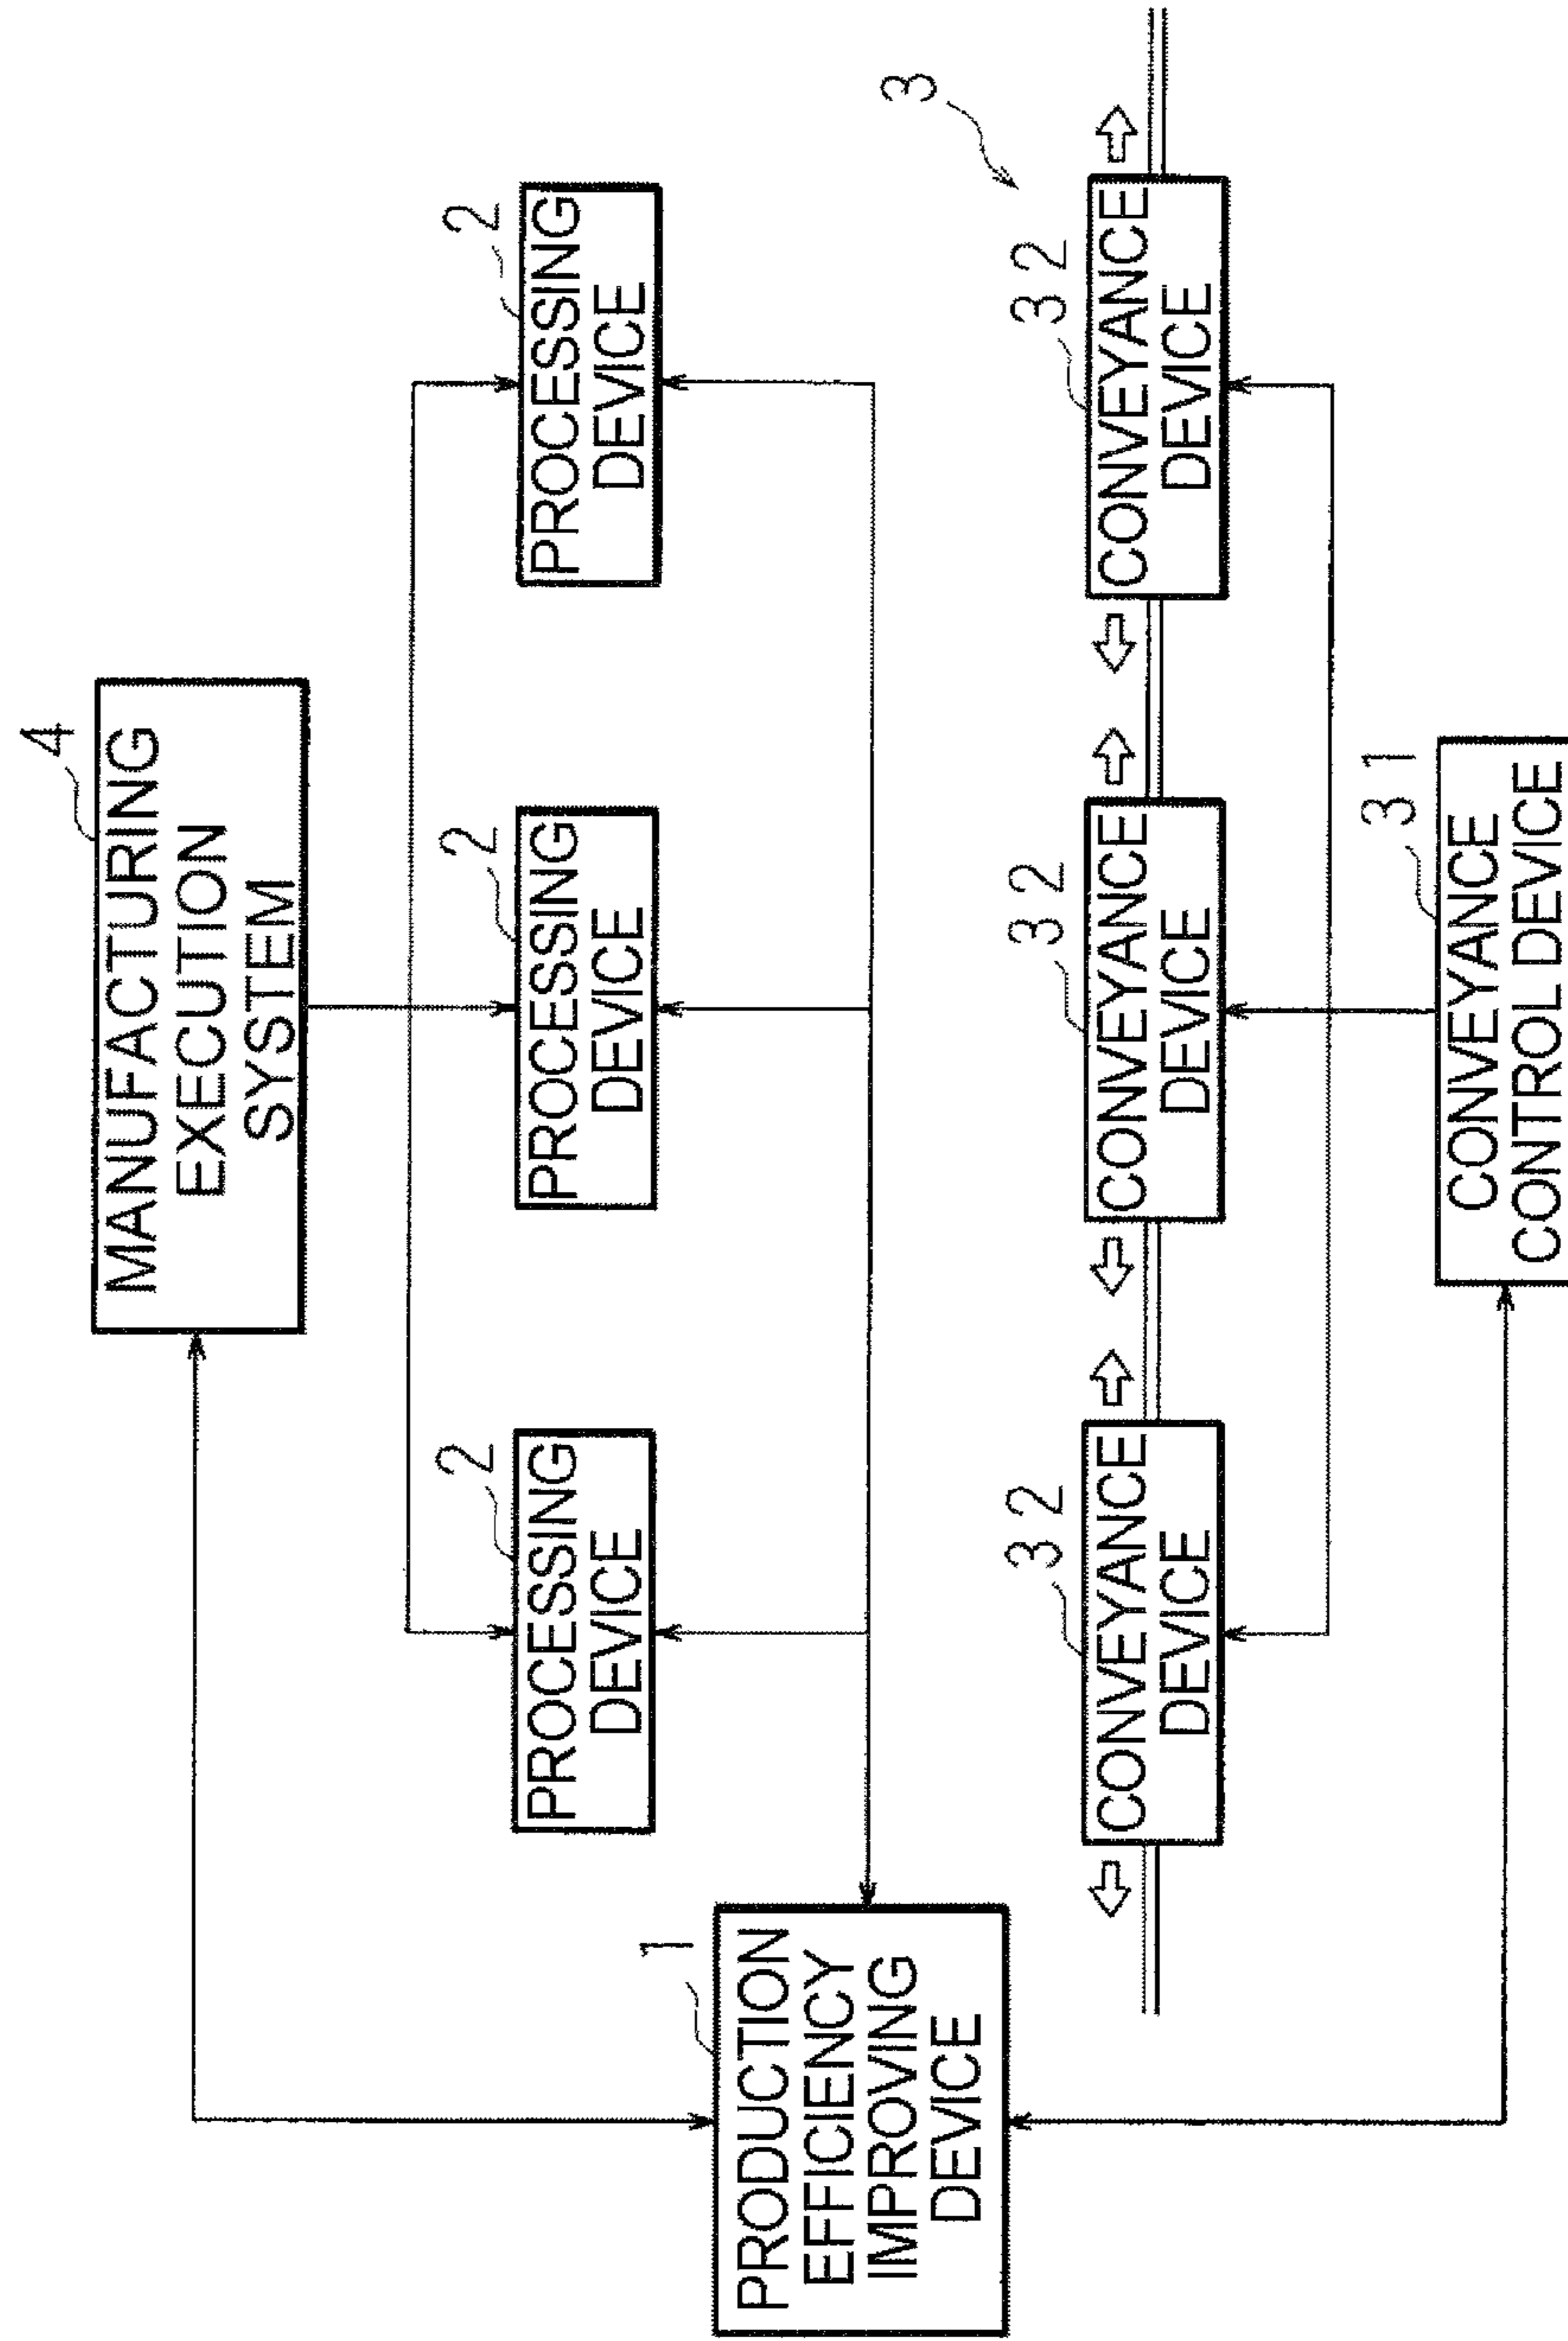 4
MANUFACTURING
EXECUTION
SYSTEM
2
PROCESSING
DEVICE
2
PROCESSING
DEVICE
2
PROCESSING
DEVICE
1
PRODUCTION
EFFICIENCY
IMPROVING
DEVICE
3
32
CONVEYANCE
DEVICE
32
CONVEYANCE
DEVICE
32
CONVEYANCE
DEVICE
31
CONVEYANCE
CONTROL DEVICE